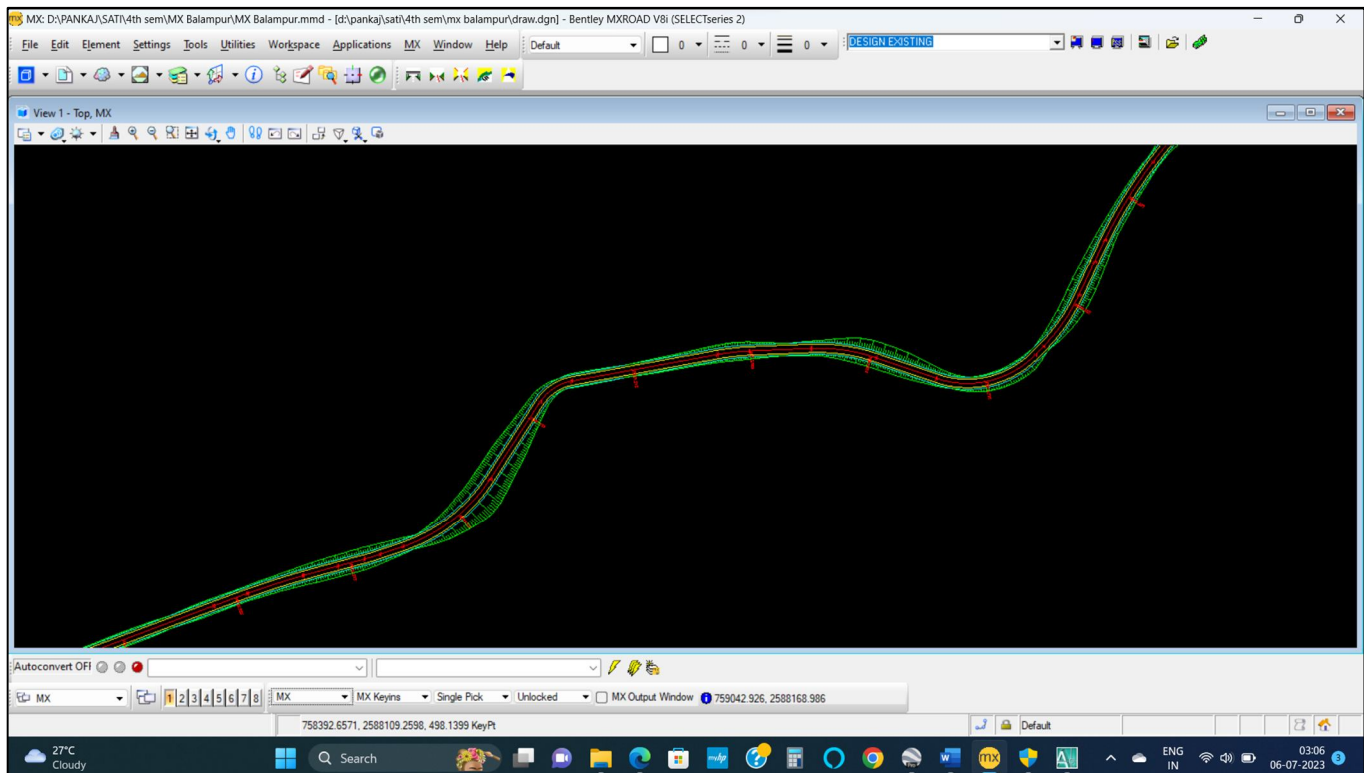 MX: D:\PANKAJ\SATI\4th sem\MX Balampur\MX Balampur.mmd - [d:\pankaj\sati\4th sem\mx balampur\draw.dgn] - Bentley MXROAD V8i (SELECTseries 2)
File Edit Element Settings Tools Utilities Workspace Applications MX Window Help Default 0 0 0 DESIGN EXISTING
View 1 - Top, MX
Autoconvert OFF
MX 1 2 3 4 5 6 7 8 MX MX Keyins Single Pick Unlocked MX Output Window 759042.926, 2588168.986
758392.6571, 2588109.2598, 498.1399 KeyPt Default
27°C Search ENG 03:06
Cloudy IN 06-07-2023 3